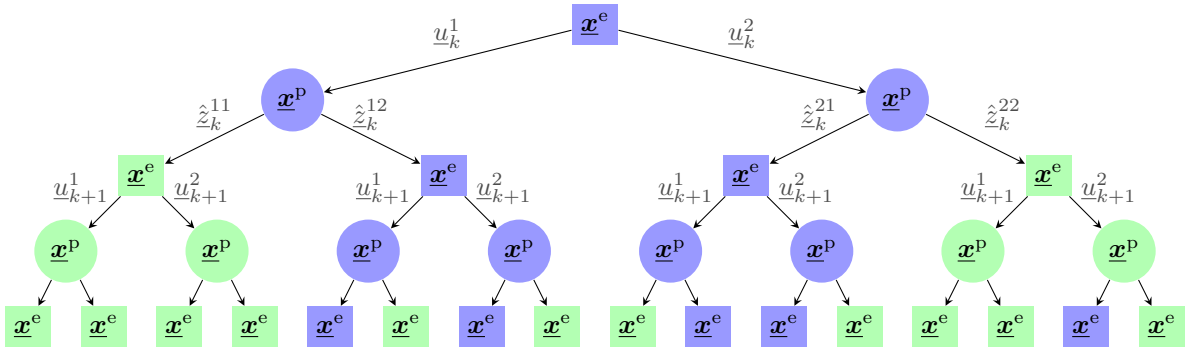 x^e
u_k^1 u_k^2
x^p x^p
ẑ_k^11 ẑ_k^12 ẑ_k^21 ẑ_k^22
x^e x^e x^e x^e
u_{k+1}^1 u_{k+1}^2 u_{k+1}^1 u_{k+1}^2 u_{k+1}^1 u_{k+1}^2 u_{k+1}^1 u_{k+1}^2
x^p x^p x^p x^p x^p x^p x^p x^p
x^e x^e x^e x^e x^e x^e x^e x^e x^e x^e x^e x^e x^e x^e x^e x^e